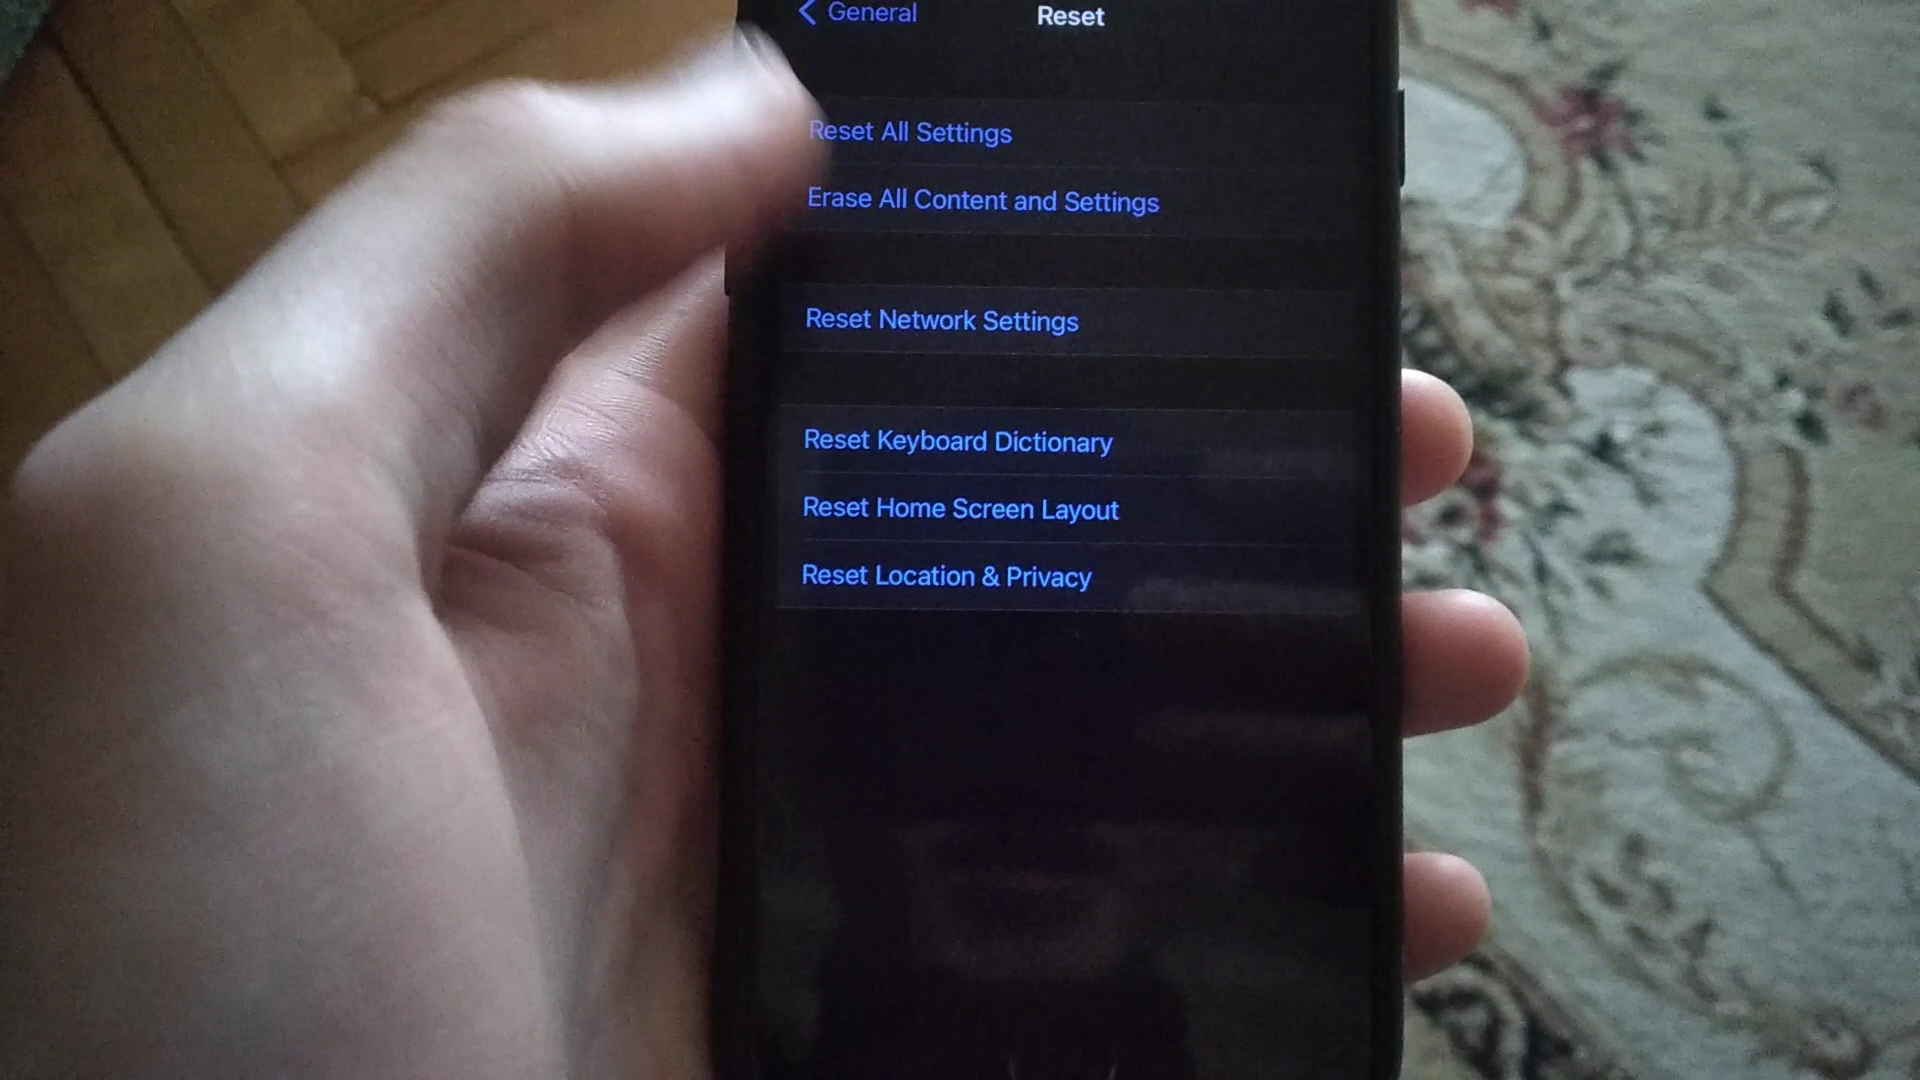 General
Reset
Reset All Settings
Erase All Content and Settings
Reset Network Settings
Reset Keyboard Dictionary
Reset Home Screen Layout
Reset Location & Privacy